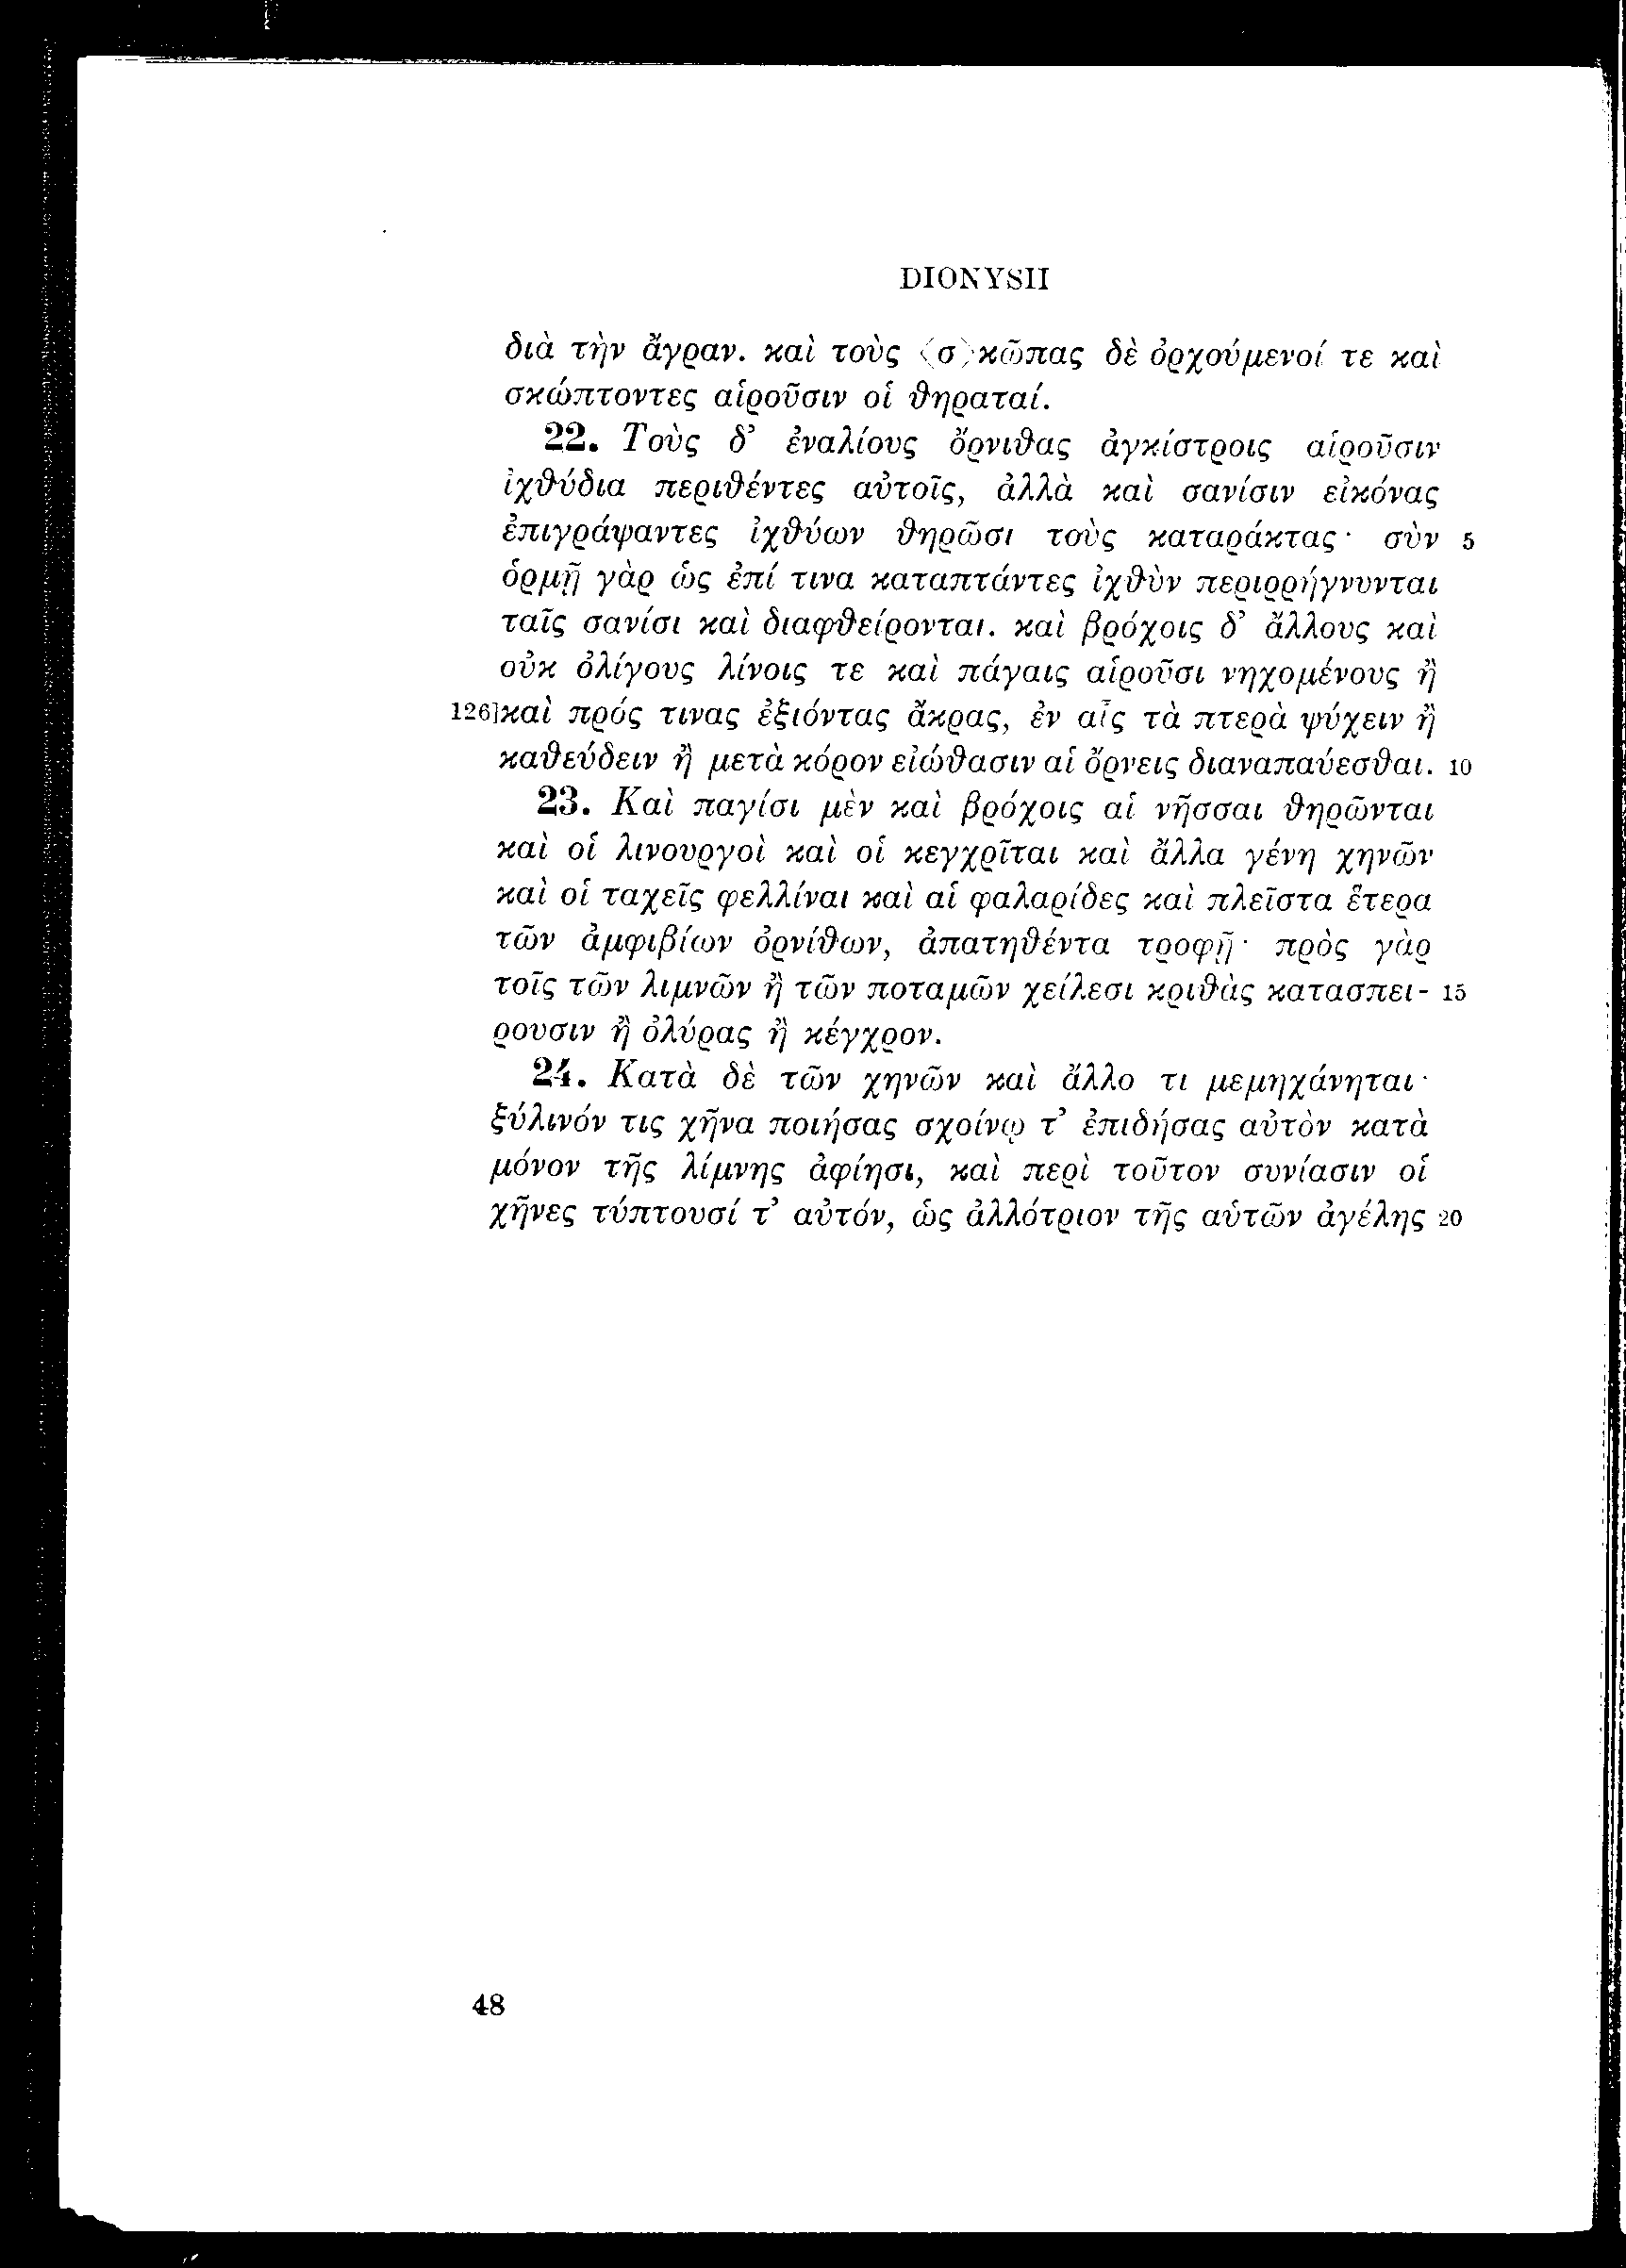 DIONYSII
διὰ τὴν ἄγραν. καὶ τοὺς ⟨σ⟩κῶπας δὲ ὀρχούμενοί τε καὶ
σκώπτοντες αἱροῦσιν οἱ θηραταί.
22. Τοὺς δ’ ἐναλίους ὄρνιθας ἀγκίστροις αἱροῦσιν
ἰχθύδια περιθέντες αὐτοῖς, ἀλλὰ καὶ σανίσιν εἰκόνας
ἐπιγράψαντες ἰχθύων θηρῶσι τοὺς καταράκτας· σὺν 5
ὁρμῇ γὰρ ὡς ἐπί τινα καταπτάντες ἰχθὺν περιρρήγνυνται
ταῖς σανίσι καὶ διαφθείρονται. καὶ βρόχοις δ’ ἄλλους καὶ
οὐκ ὀλίγους λίνοις τε καὶ πάγαις αἱροῦσι νηχομένους ἢ
126]καὶ πρός τινας ἐξιόντας ἄκρας, ἐν αἷς τὰ πτερὰ ψύχειν ἢ
καθεύδειν ἢ μετὰ κόρον εἰώθασιν αἱ ὄρνεις διαναπαύεσθαι. 10
23. Καὶ παγίσι μὲν καὶ βρόχοις αἱ νῆσσαι θηρῶνται
καὶ οἱ λινουργοὶ καὶ οἱ κεγχρῖται καὶ ἄλλα γένη χηνῶν
καὶ οἱ ταχεῖς φελλίναι καὶ αἱ φαλαρίδες καὶ πλεῖστα ἕτερα
τῶν ἀμφιβίων ὀρνίθων, ἀπατηθέντα τροφῇ· πρὸς γὰρ
τοῖς τῶν λιμνῶν ἢ τῶν ποταμῶν χείλεσι κριθὰς κατασπεί- 15
ρουσιν ἢ ὀλύρας ἢ κέγχρον.
24. Κατὰ δὲ τῶν χηνῶν καὶ ἄλλο τι μεμηχάνηται·
ξύλινόν τις χῆνα ποιήσας σχοίνῳ τ’ ἐπιδήσας αὐτὸν κατὰ
μόνον τῆς λίμνης ἀφίησι, καὶ περὶ τοῦτον συνίασιν οἱ
χῆνες τύπτουσί τ’ αὐτόν, ὡς ἀλλότριον τῆς αὑτῶν ἀγέλης 20
48